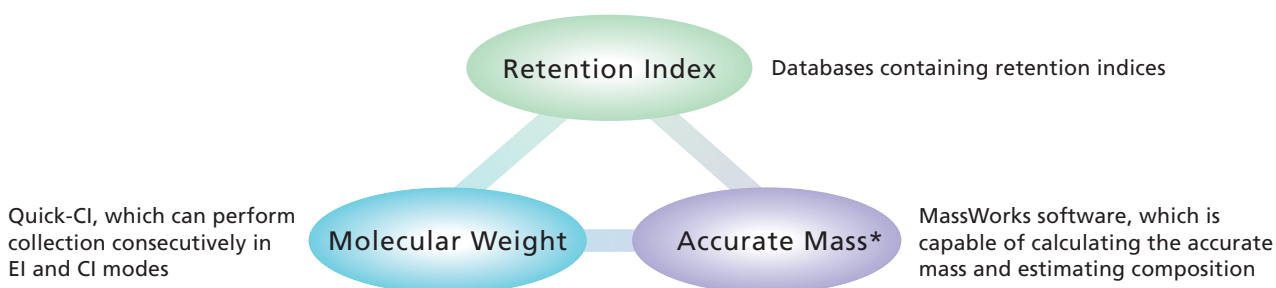 Retention Index
Databases containing retention indices
Quick-CI, which can perform
collection consecutively in
EI and CI modes
Molecular Weight
Accurate Mass*
MassWorks software, which is
capable of calculating the accurate
mass and estimating composition